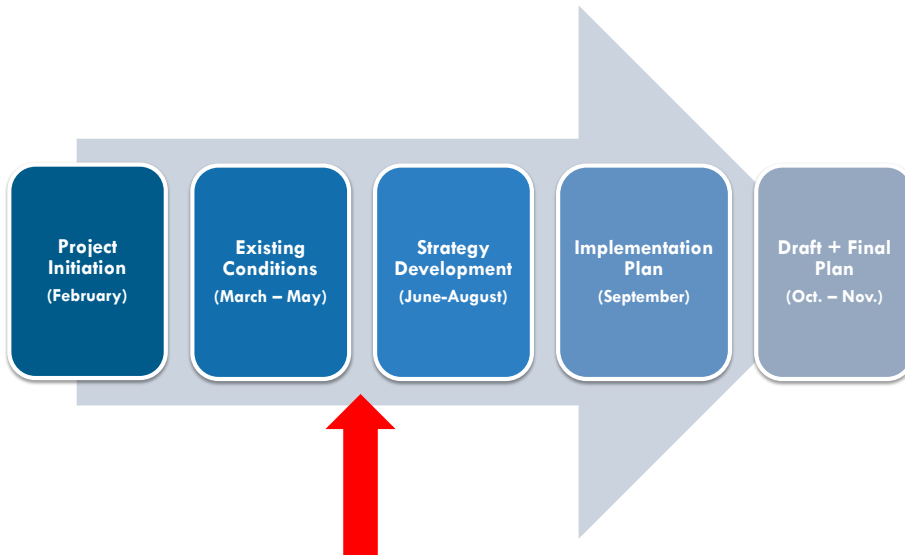 Project
Initiation
(February)
Existing
Conditions
(March – May)
Strategy
Development
(June-August)
Implementation
Plan
(September)
Draft + Final
Plan
(Oct. – Nov.)